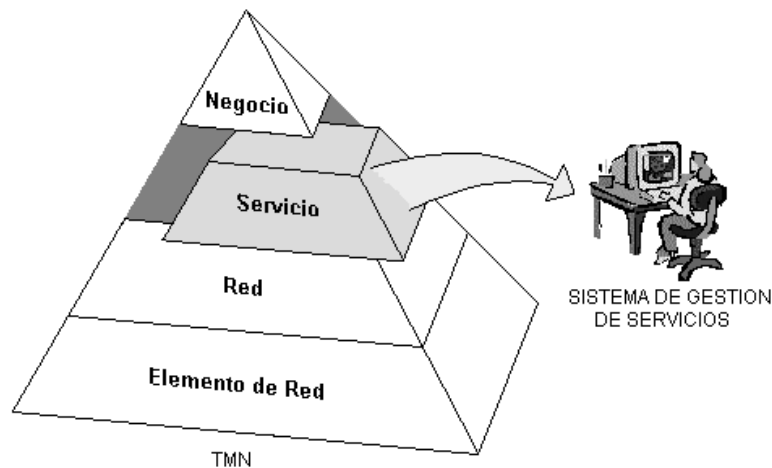 Negocio
Servicio
Red
Elemento de Red
TMN
SISTEMA DE GESTION
DE SERVICIOS